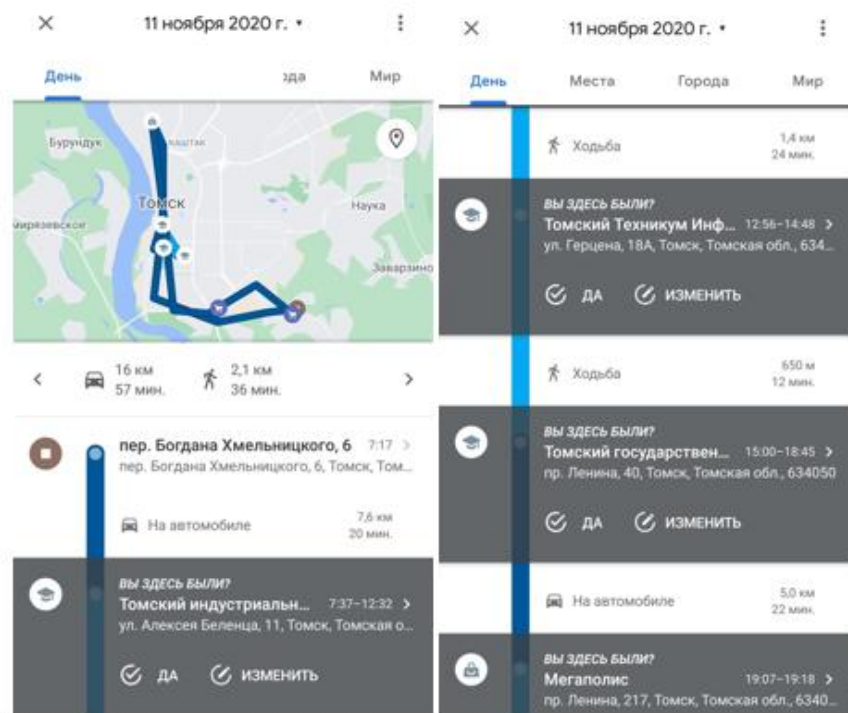 11 ноября 2020 г.
День
ода
Мир
Бурундук
лаштак
Томск
Наука
мирязевское
Заварзино
16 км
57 мин.
2,1 км
36 мин.
пер. Богдана Хмельницкого, 6 7:17
пер. Богдана Хмельницкого, 6, Томск, Том...
На автомобиле
7,6 км
20 мин.
ВЫ ЗДЕСЬ БЫЛИ?
Томский индустриальн... 7:37–12:32
ул. Алексея Беленца, 11, Томск, Томская о...
ДА ИЗМЕНИТЬ
11 ноября 2020 г.
День Места Города Мир
Ходьба
1,4 км
24 мин.
ВЫ ЗДЕСЬ БЫЛИ?
Томский Техникум Инф... 12:56–14:48
ул. Герцена, 18А, Томск, Томская обл., 634...
ДА ИЗМЕНИТЬ
Ходьба
650 м
12 мин.
ВЫ ЗДЕСЬ БЫЛИ?
Томский государствен... 15:00–18:45
пр. Ленина, 40, Томск, Томская обл., 634050
ДА ИЗМЕНИТЬ
На автомобиле
5,0 км
22 мин.
ВЫ ЗДЕСЬ БЫЛИ?
Мегаполис 19:07–19:18
пр. Ленина, 217, Томск, Томская обл., 6340...